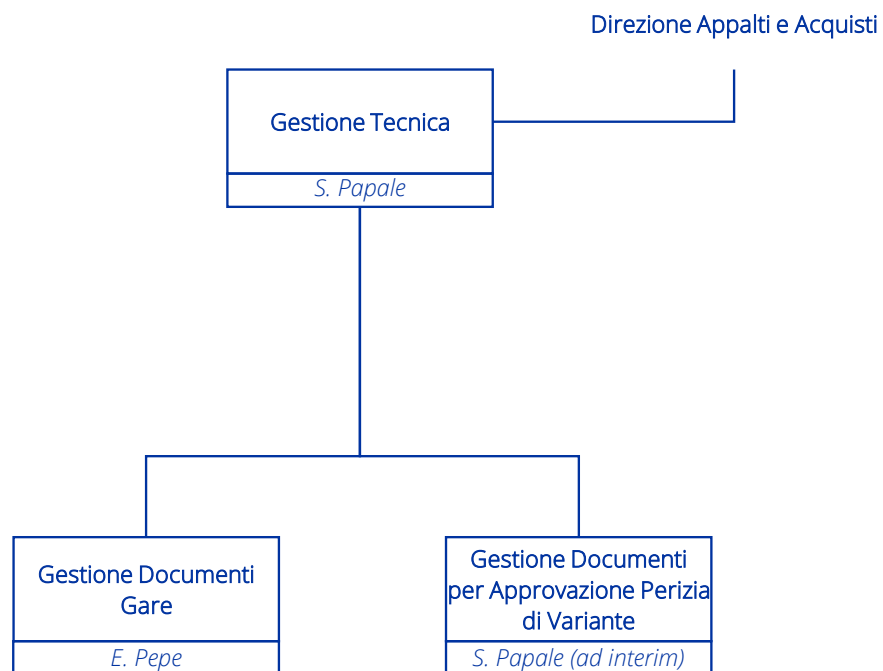 Direzione Appalti e Acquisti
Gestione Tecnica
S. Papale
Gestione Documenti
Gare
E. Pepe
Gestione Documenti
per Approvazione Perizia
di Variante
S. Papale (ad interim)